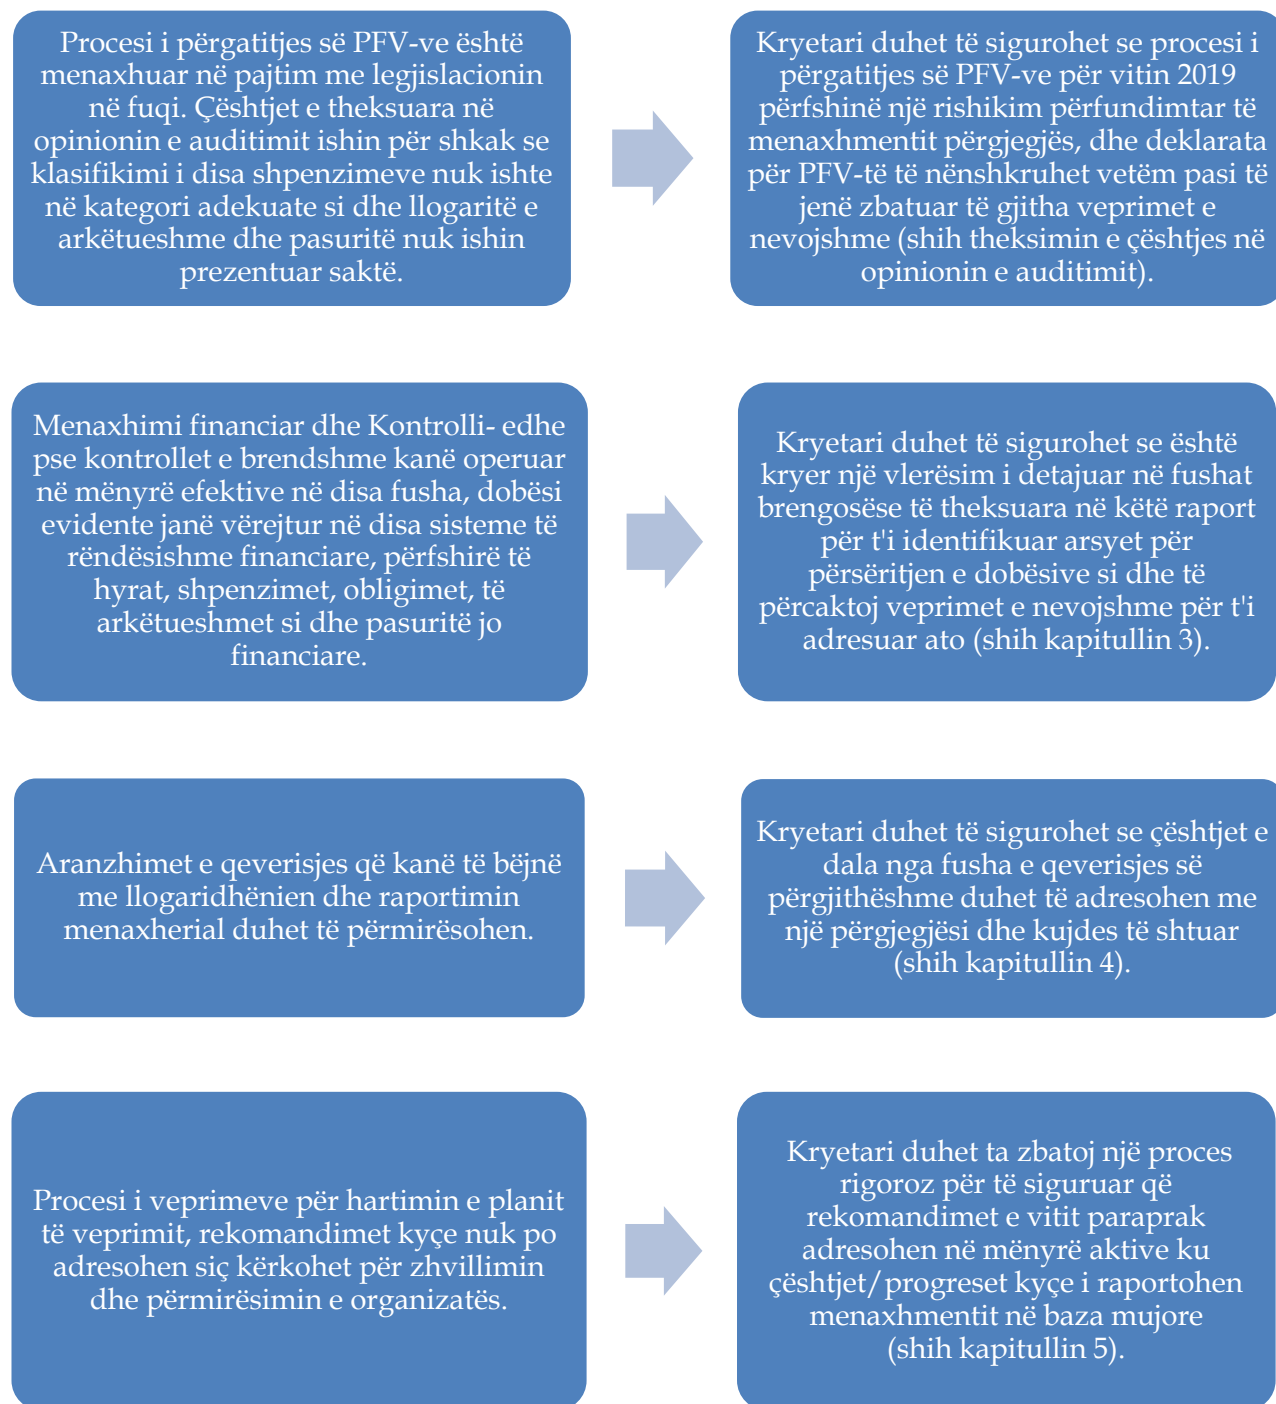 Procesi i përgatitjes së PFV-ve është
menaxhuar në pajtim me legjislacionin
në fuqi. Çështjet e theksuara në
opinionin e auditimit ishin për shkak se
klasifikimi i disa shpenzimeve nuk ishte
në kategori adekuate si dhe llogaritë e
arkëtueshme dhe pasuritë nuk ishin
prezentuar saktë.
Kryetari duhet të sigurohet se procesi i
përgatitjes së PFV-ve për vitin 2019
përfshinë një rishikim përfundimtar të
menaxhmentit përgjegjës, dhe deklarata
për PFV-të të nënshkruhet vetëm pasi të
jenë zbatuar të gjitha veprimet e
nevojshme (shih theksimin e çështjes në
opinionin e auditimit).
Menaxhimi financiar dhe Kontrolli- edhe
pse kontrollet e brendshme kanë operuar
në mënyrë efektive në disa fusha, dobësi
evidente janë vërejtur në disa sisteme të
rëndësishme financiare, përfshirë të
hyrat, shpenzimet, obligimet, të
arkëtueshmet si dhe pasuritë jo
financiare.
Kryetari duhet të sigurohet se është
kryer një vlerësim i detajuar në fushat
brengosëse të theksuara në këtë raport
për t'i identifikuar arsyet për
përsëritjen e dobësive si dhe të
përcaktoj veprimet e nevojshme për t'i
adresuar ato (shih kapitullin 3).
Aranzhimet e qeverisjes që kanë të bëjnë
me llogaridhënien dhe raportimin
menaxherial duhet të përmirësohen.
Kryetari duhet të sigurohet se çështjet e
dala nga fusha e qeverisjes së
përgjithëshme duhet të adresohen me
një përgjegjësi dhe kujdes të shtuar
(shih kapitullin 4).
Procesi i veprimeve për hartimin e planit
të veprimit, rekomandimet kyçe nuk po
adresohen siç kërkohet për zhvillimin
dhe përmirësimin e organizatës.
Kryetari duhet ta zbatoj një proces
rigoroz për të siguruar që
rekomandimet e vitit paraprak
adresohen në mënyrë aktive ku
çështjet/progreset kyçe i raportohen
menaxhmentit në baza mujore
(shih kapitullin 5).